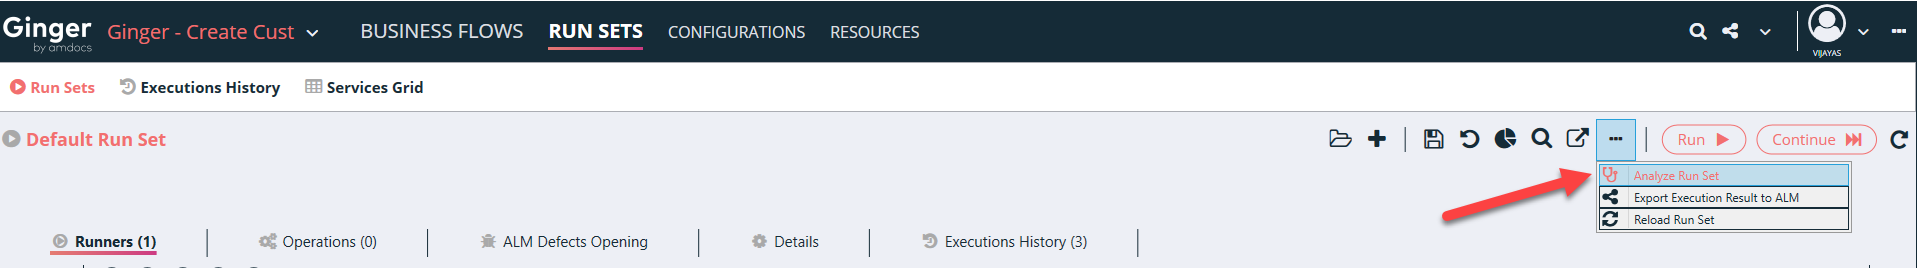 Ginger
by amdocs
Ginger - Create Cust
BUSINESS FLOWS
RUN SETS
CONFIGURATIONS
RESOURCES
VIJAYAS
Run Sets
Executions History
Services Grid
Default Run Set
Run
Continue
Analyze Run Set
Export Execution Result to ALM
Reload Run Set
Runners (1)
Operations (0)
ALM Defects Opening
Details
Executions History (3)